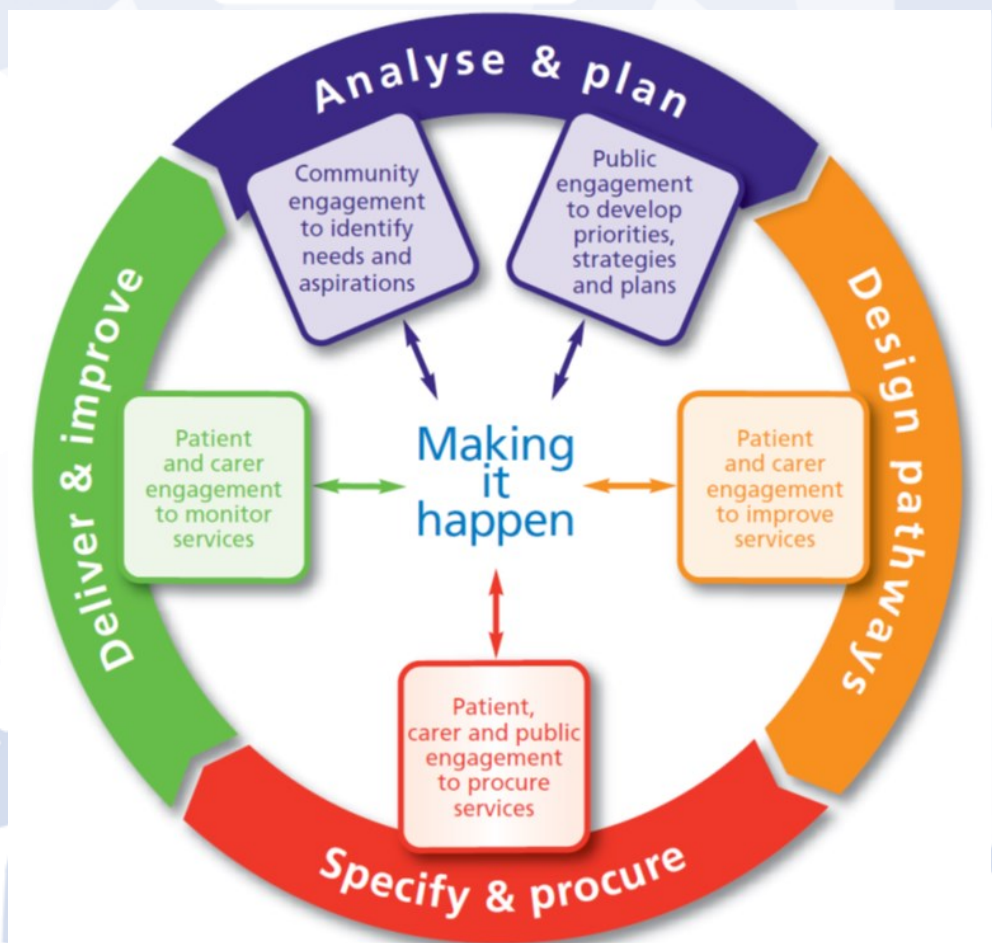 Analyse & plan
Community
engagement
to identify
needs and
aspirations
Public
engagement
to develop
priorities,
strategies
and plans
Design pathways
Patient
and carer
engagement
to improve
services
Specify & procure
Patient,
carer and public
engagement
to procure
services
Deliver & improve
Patient
and carer
engagement
to monitor
services
Making
it
happen